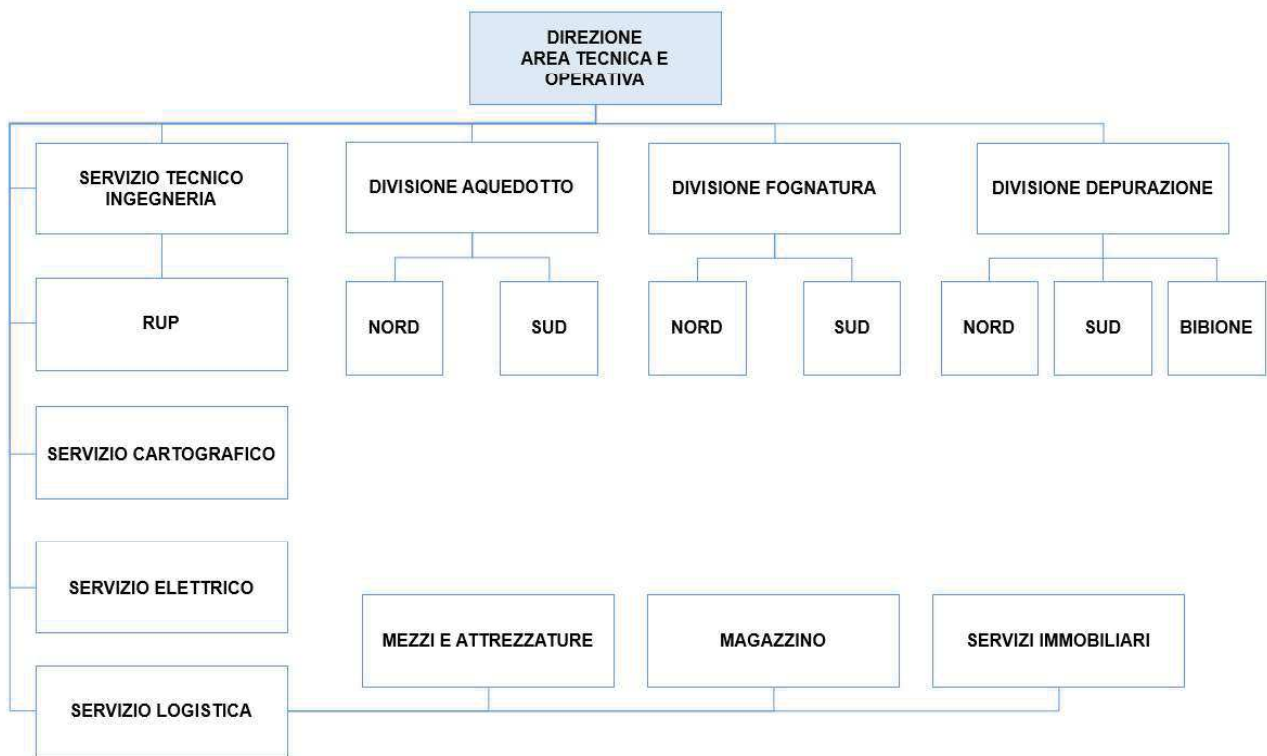 DIREZIONE
AREA TECNICA E
OPERATIVA
SERVIZIO TECNICO
INGEGNERIA
DIVISIONE AQUEDOTTO
DIVISIONE FOGNATURA
DIVISIONE DEPURAZIONE
RUP
NORD
SUD
NORD
SUD
NORD
SUD
BIBIONE
SERVIZIO CARTOGRAFICO
SERVIZIO ELETTRICO
MEZZI E ATTREZZATURE
MAGAZZINO
SERVIZI IMMOBILIARI
SERVIZIO LOGISTICA